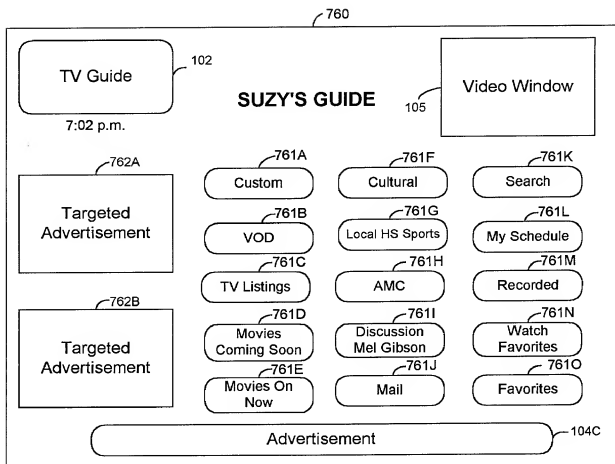 760
TV Guide
102
7:02 p.m.
SUZY'S GUIDE
105
Video Window
762A
Targeted
Advertisement
762B
Targeted
Advertisement
761A
Custom
761B
VOD
761C
TV Listings
761D
Movies
Coming Soon
761E
Movies On
Now
761F
Cultural
761G
Local HS Sports
761H
AMC
761I
Discussion
Mel Gibson
761J
Mail
761K
Search
761L
My Schedule
761M
Recorded
761N
Watch
Favorites
761O
Favorites
Advertisement
104C